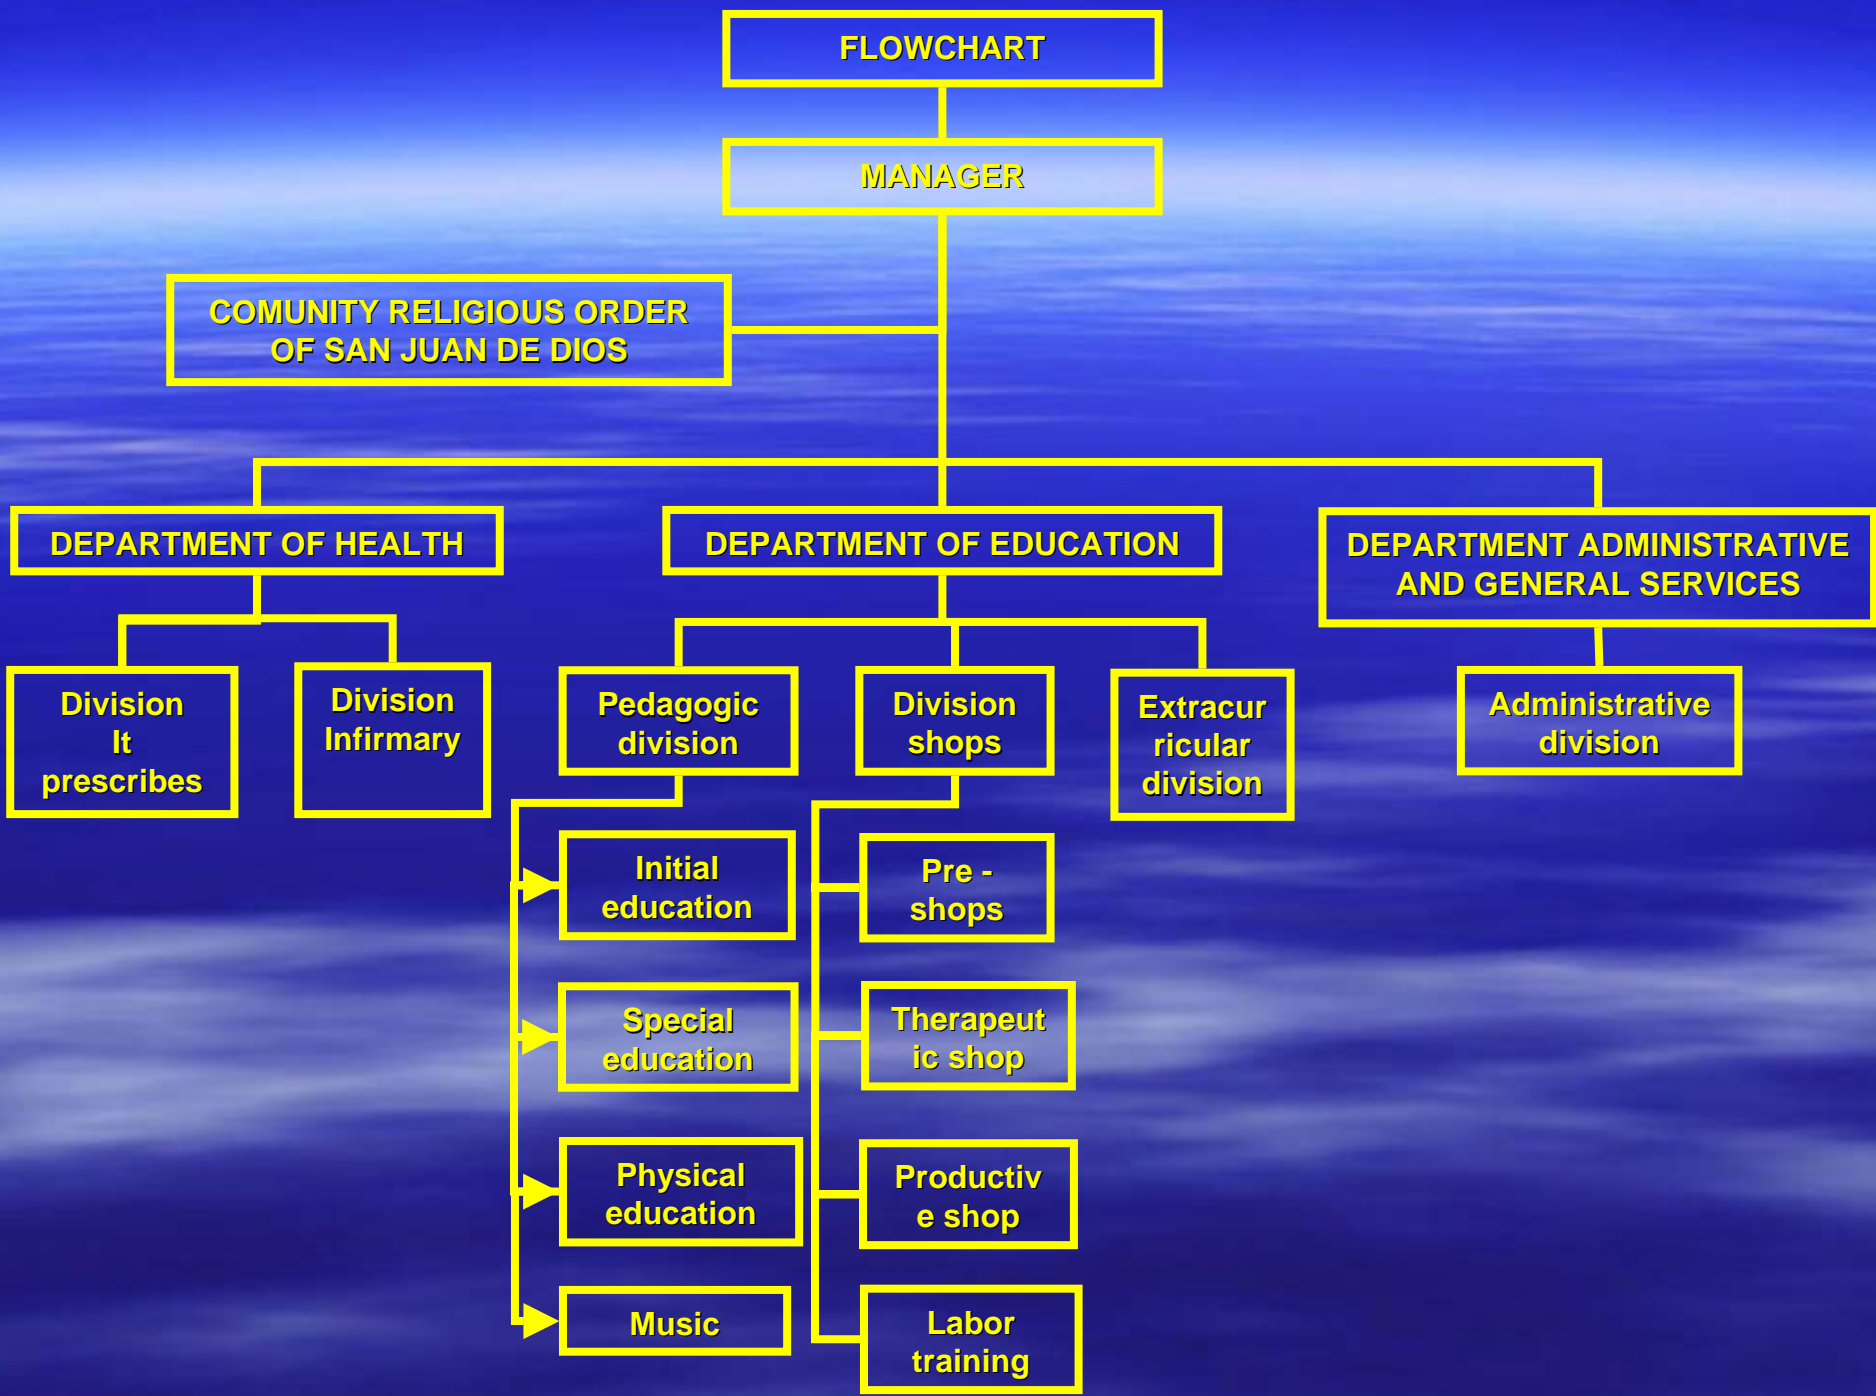 FLOWCHART
MANAGER
COMUNITY RELIGIOUS ORDER
OF SAN JUAN DE DIOS
DEPARTMENT OF HEALTH
DEPARTMENT OF EDUCATION
DEPARTMENT ADMINISTRATIVE
AND GENERAL SERVICES
Division
It
prescribes
Division
Infirmary
Pedagogic
division
Division
shops
Extracur
ricular
division
Administrative
division
Initial
education
Special
education
Physical
education
Music
Pre -
shops
Therapeut
ic shop
Productiv
e shop
Labor
training